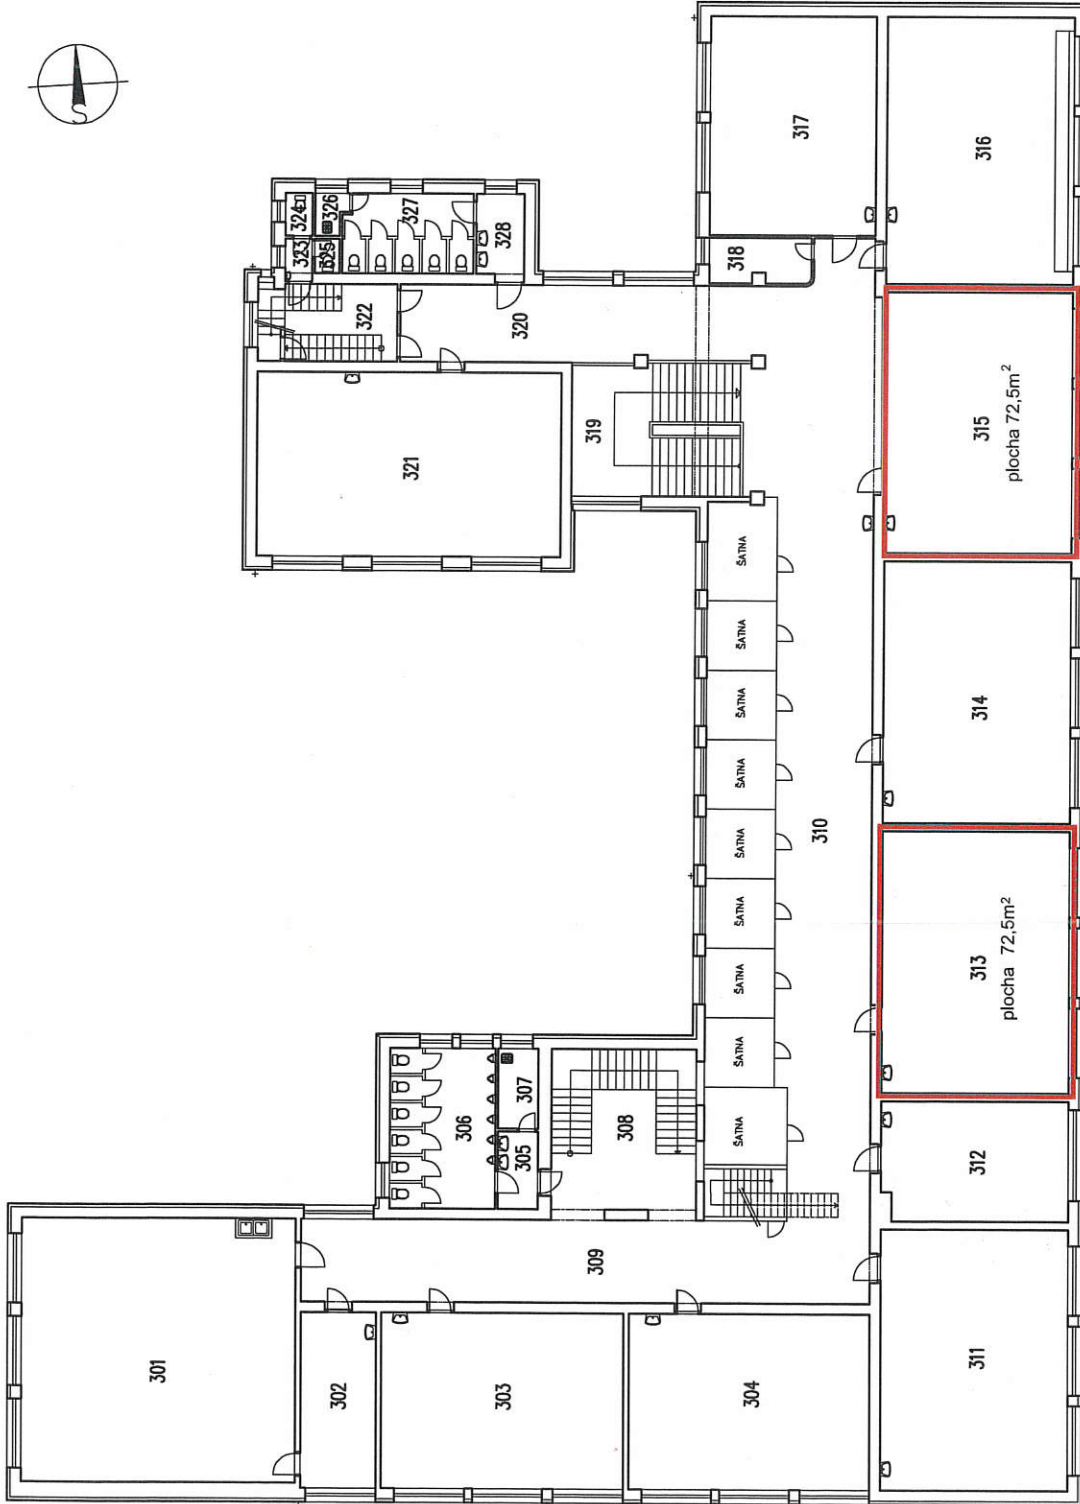 S
317
316
324
326
327
323
325
328
318
322
320
315
plocha 72,5m²
319
321
ŠATNA
ŠATNA
ŠATNA
ŠATNA
ŠATNA
ŠATNA
ŠATNA
ŠATNA
ŠATNA
314
310
313
plocha 72,5m²
306
307
305
308
312
309
301
302
303
304
311